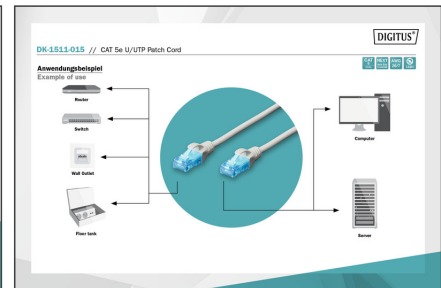 DIGITUS®
DK-1511-015 // CAT 5e U/UTP Patch Cord
Anwendungsbeispiel
Example of use
Router
Switch
Wall Outlet
Floor tank
Computer
Server